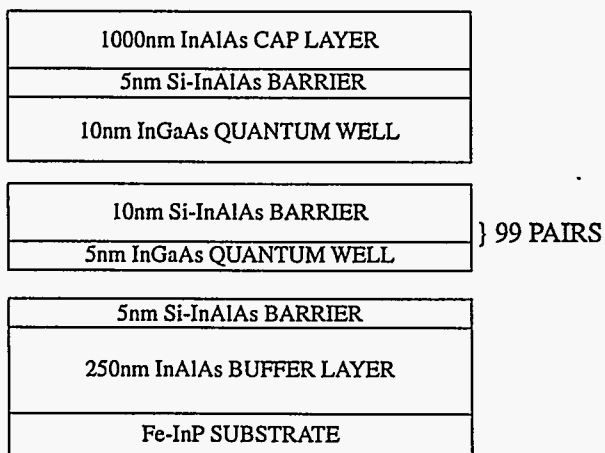 1000nm InAlAs CAP LAYER
5nm Si-InAlAs BARRIER
10nm InGaAs QUANTUM WELL
10nm Si-InAlAs BARRIER
} 99 PAIRS
5nm InGaAs QUANTUM WELL
5nm Si-InAlAs BARRIER
250nm InAlAs BUFFER LAYER
Fe-InP SUBSTRATE